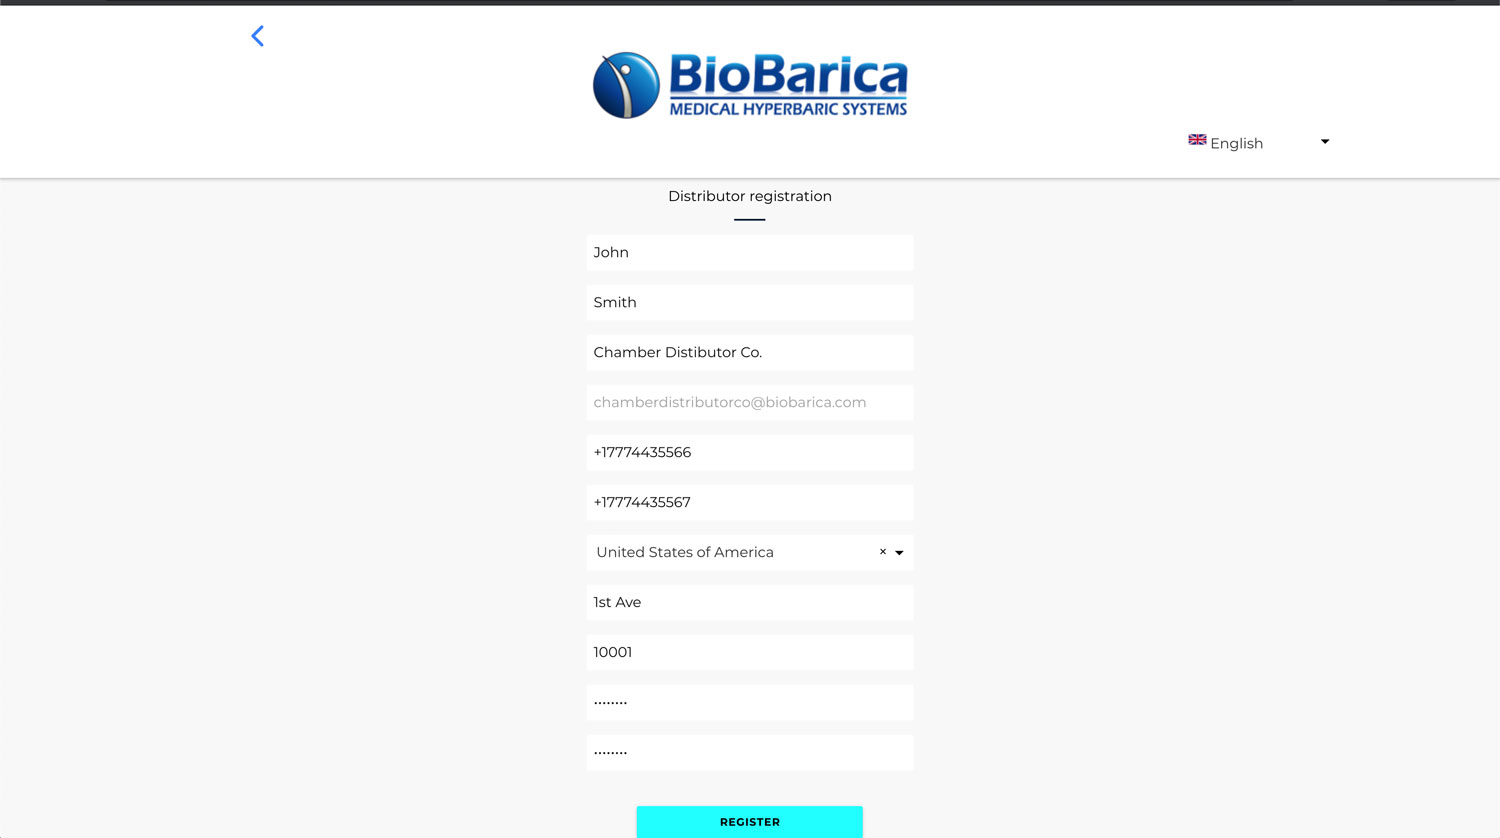 BioBarica
MEDICAL HYPERBARIC SYSTEMS
English
Distributor registration
John
Smith
Chamber Distibutor Co.
chamberdistributorco@biobarica.com
+17774435566
+17774435567
United States of America ×
1st Ave
10001
••••••••
••••••••
REGISTER